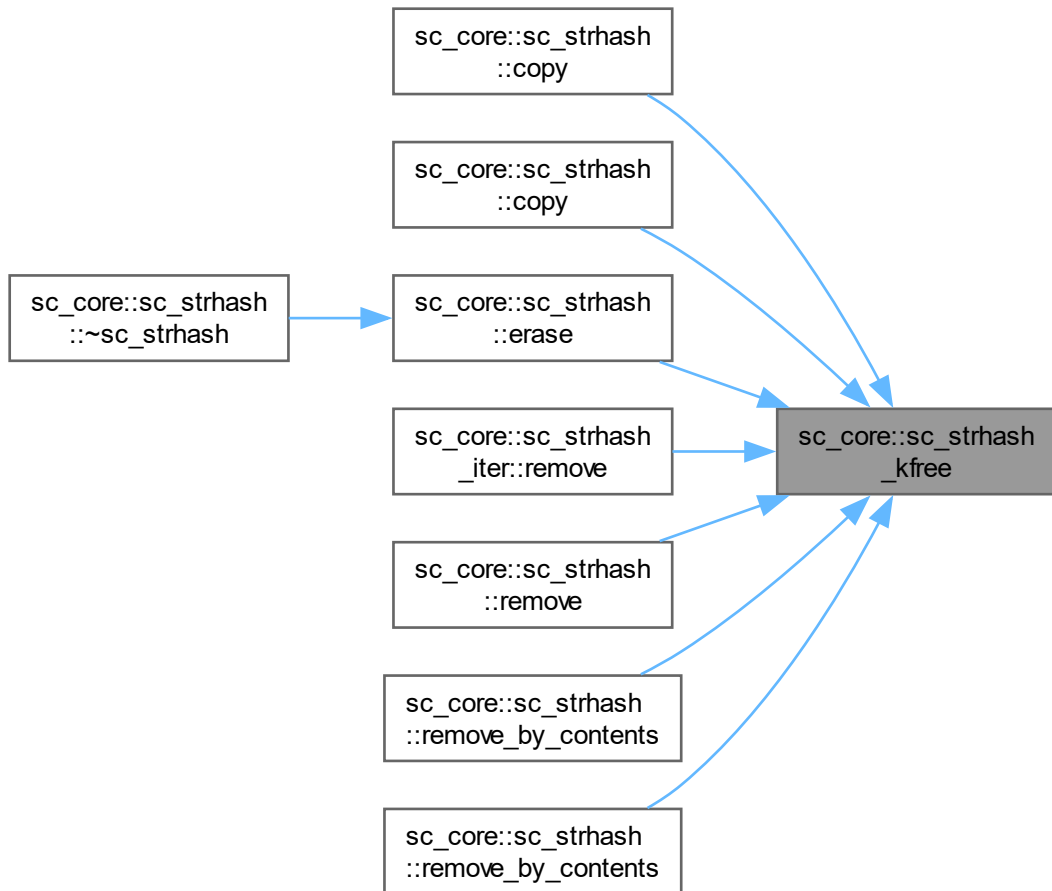 sc_core::sc_strhash
::copy
sc_core::sc_strhash
::copy
sc_core::sc_strhash
::~sc_strhash
sc_core::sc_strhash
::erase
sc_core::sc_strhash
_iter::remove
sc_core::sc_strhash
_kfree
sc_core::sc_strhash
::remove
sc_core::sc_strhash
::remove_by_contents
sc_core::sc_strhash
::remove_by_contents